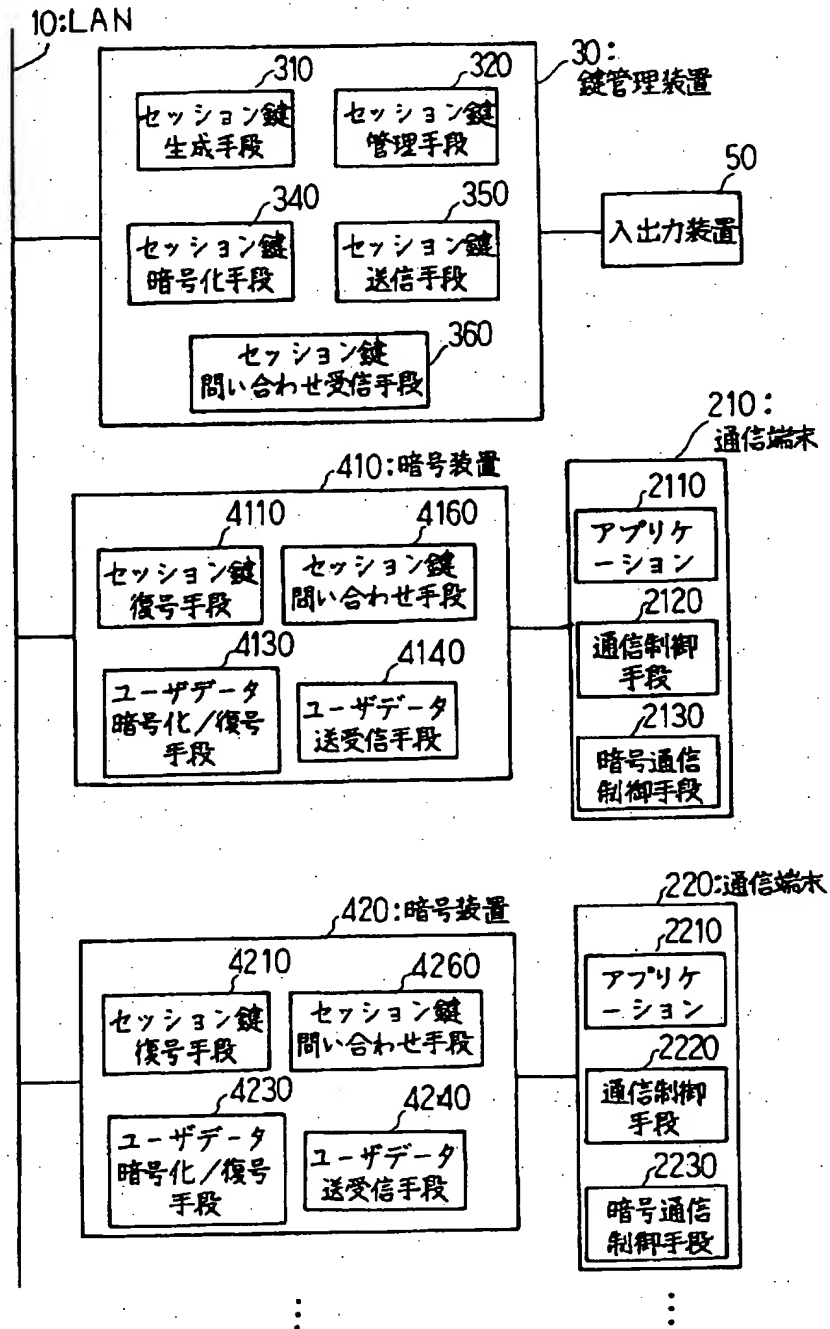 10:LAN
30:
鍵管理装置
310
セッション鍵
生成手段
320
セッション鍵
管理手段
340
セッション鍵
暗号化手段
350
セッション鍵
送信手段
360
セッション鍵
問い合わせ受信手段
50
入出力装置
410:暗号装置
4110
セッション鍵
復号手段
4160
セッション鍵
問い合わせ手段
4130
ユーザデータ
暗号化/復号
手段
4140
ユーザデータ
送受信手段
210:
通信端末
2110
アプリケ
ーション
2120
通信制御
手段
2130
暗号通信
制御手段
420:暗号装置
4210
セッション鍵
復号手段
4260
セッション鍵
問い合わせ手段
4230
ユーザデータ
暗号化/復号
手段
4240
ユーザデータ
送受信手段
220:通信端末
2210
アプリケ
ーション
2220
通信制御
手段
2230
暗号通信
制御手段